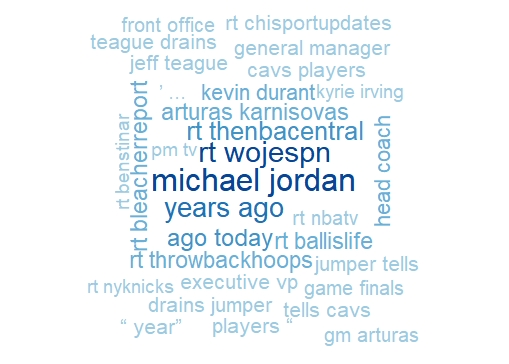 front office
rt chisportupdates
teague drains
general manager
jeff teague
cavs players
’ …
kevin durant
kyrie irving
arturas karnisovas
rt thenbacentral
rt benstinar
rt bleacherreport
pm tv
rt wojespn
head coach
michael jordan
years ago
rt nbatv
ago today
rt ballislife
rt throwbackhoops
jumper tells
rt nyknicks
executive vp
game finals
drains jumper
tells cavs
“ year”
players “
gm arturas